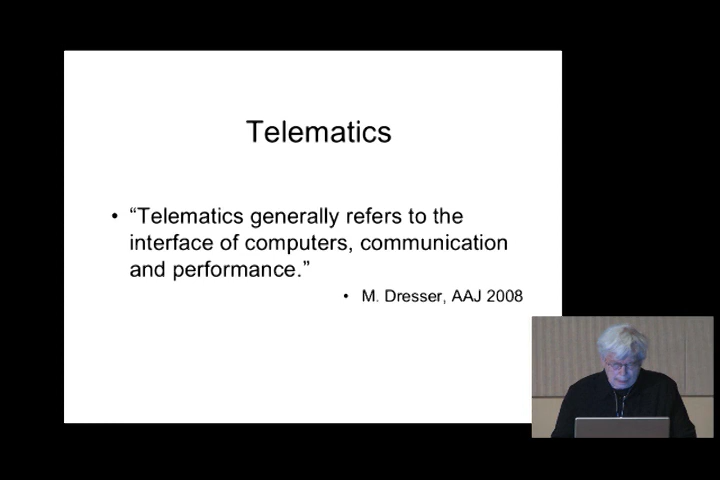 Telematics
• “Telematics generally refers to the
interface of computers, communication
and performance.”
• M. Dresser, AAJ 2008